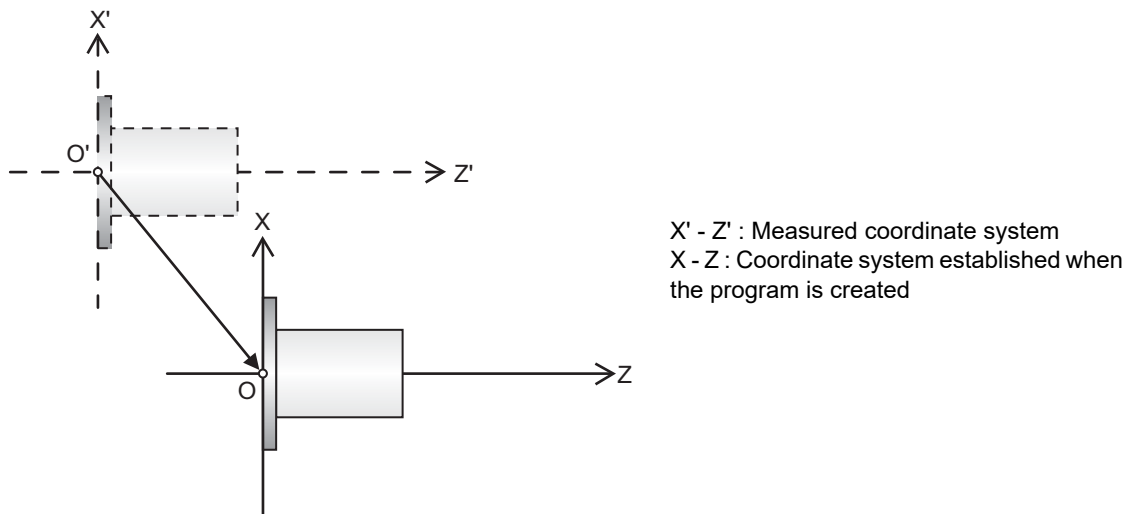 X'
O'
Z'
X
X' - Z' : Measured coordinate system
X - Z : Coordinate system established when
the program is created
Z
O